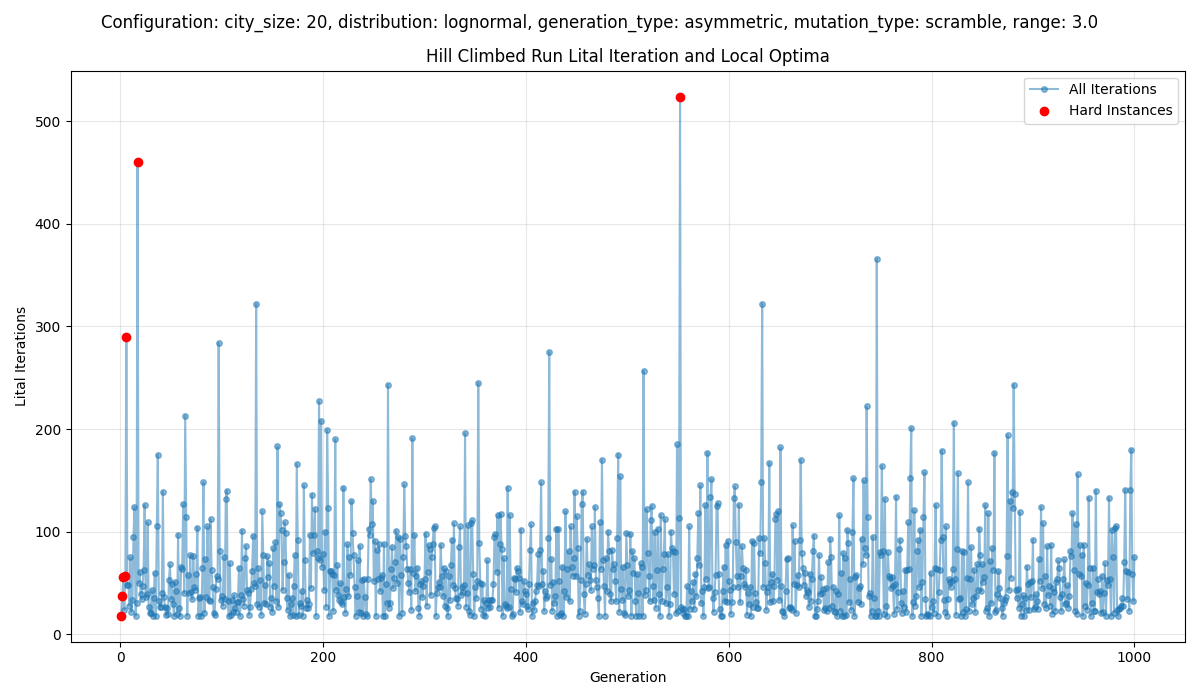 Configuration: city_size: 20, distribution: lognormal, generation_type: asymmetric, mutation_type: scramble, range: 3.0
Hill Climbed Run Lital Iteration and Local Optima
All Iterations
Hard Instances
500
400
300
200
100
0
Lital Iterations
0 200 400 600 800 1000
Generation